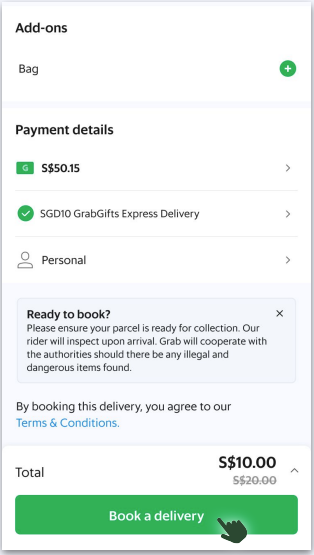 Add-ons
Bag
Payment details
G S$50.15
SGD10 GrabGifts Express Delivery
Personal
Ready to book?
Please ensure your parcel is ready for collection. Our
rider will inspect upon arrival. Grab will cooperate with
the authorities should there be any illegal and
dangerous items found.
By booking this delivery, you agree to our
Terms & Conditions.
Total S$10.00
S$20.00
Book a delivery